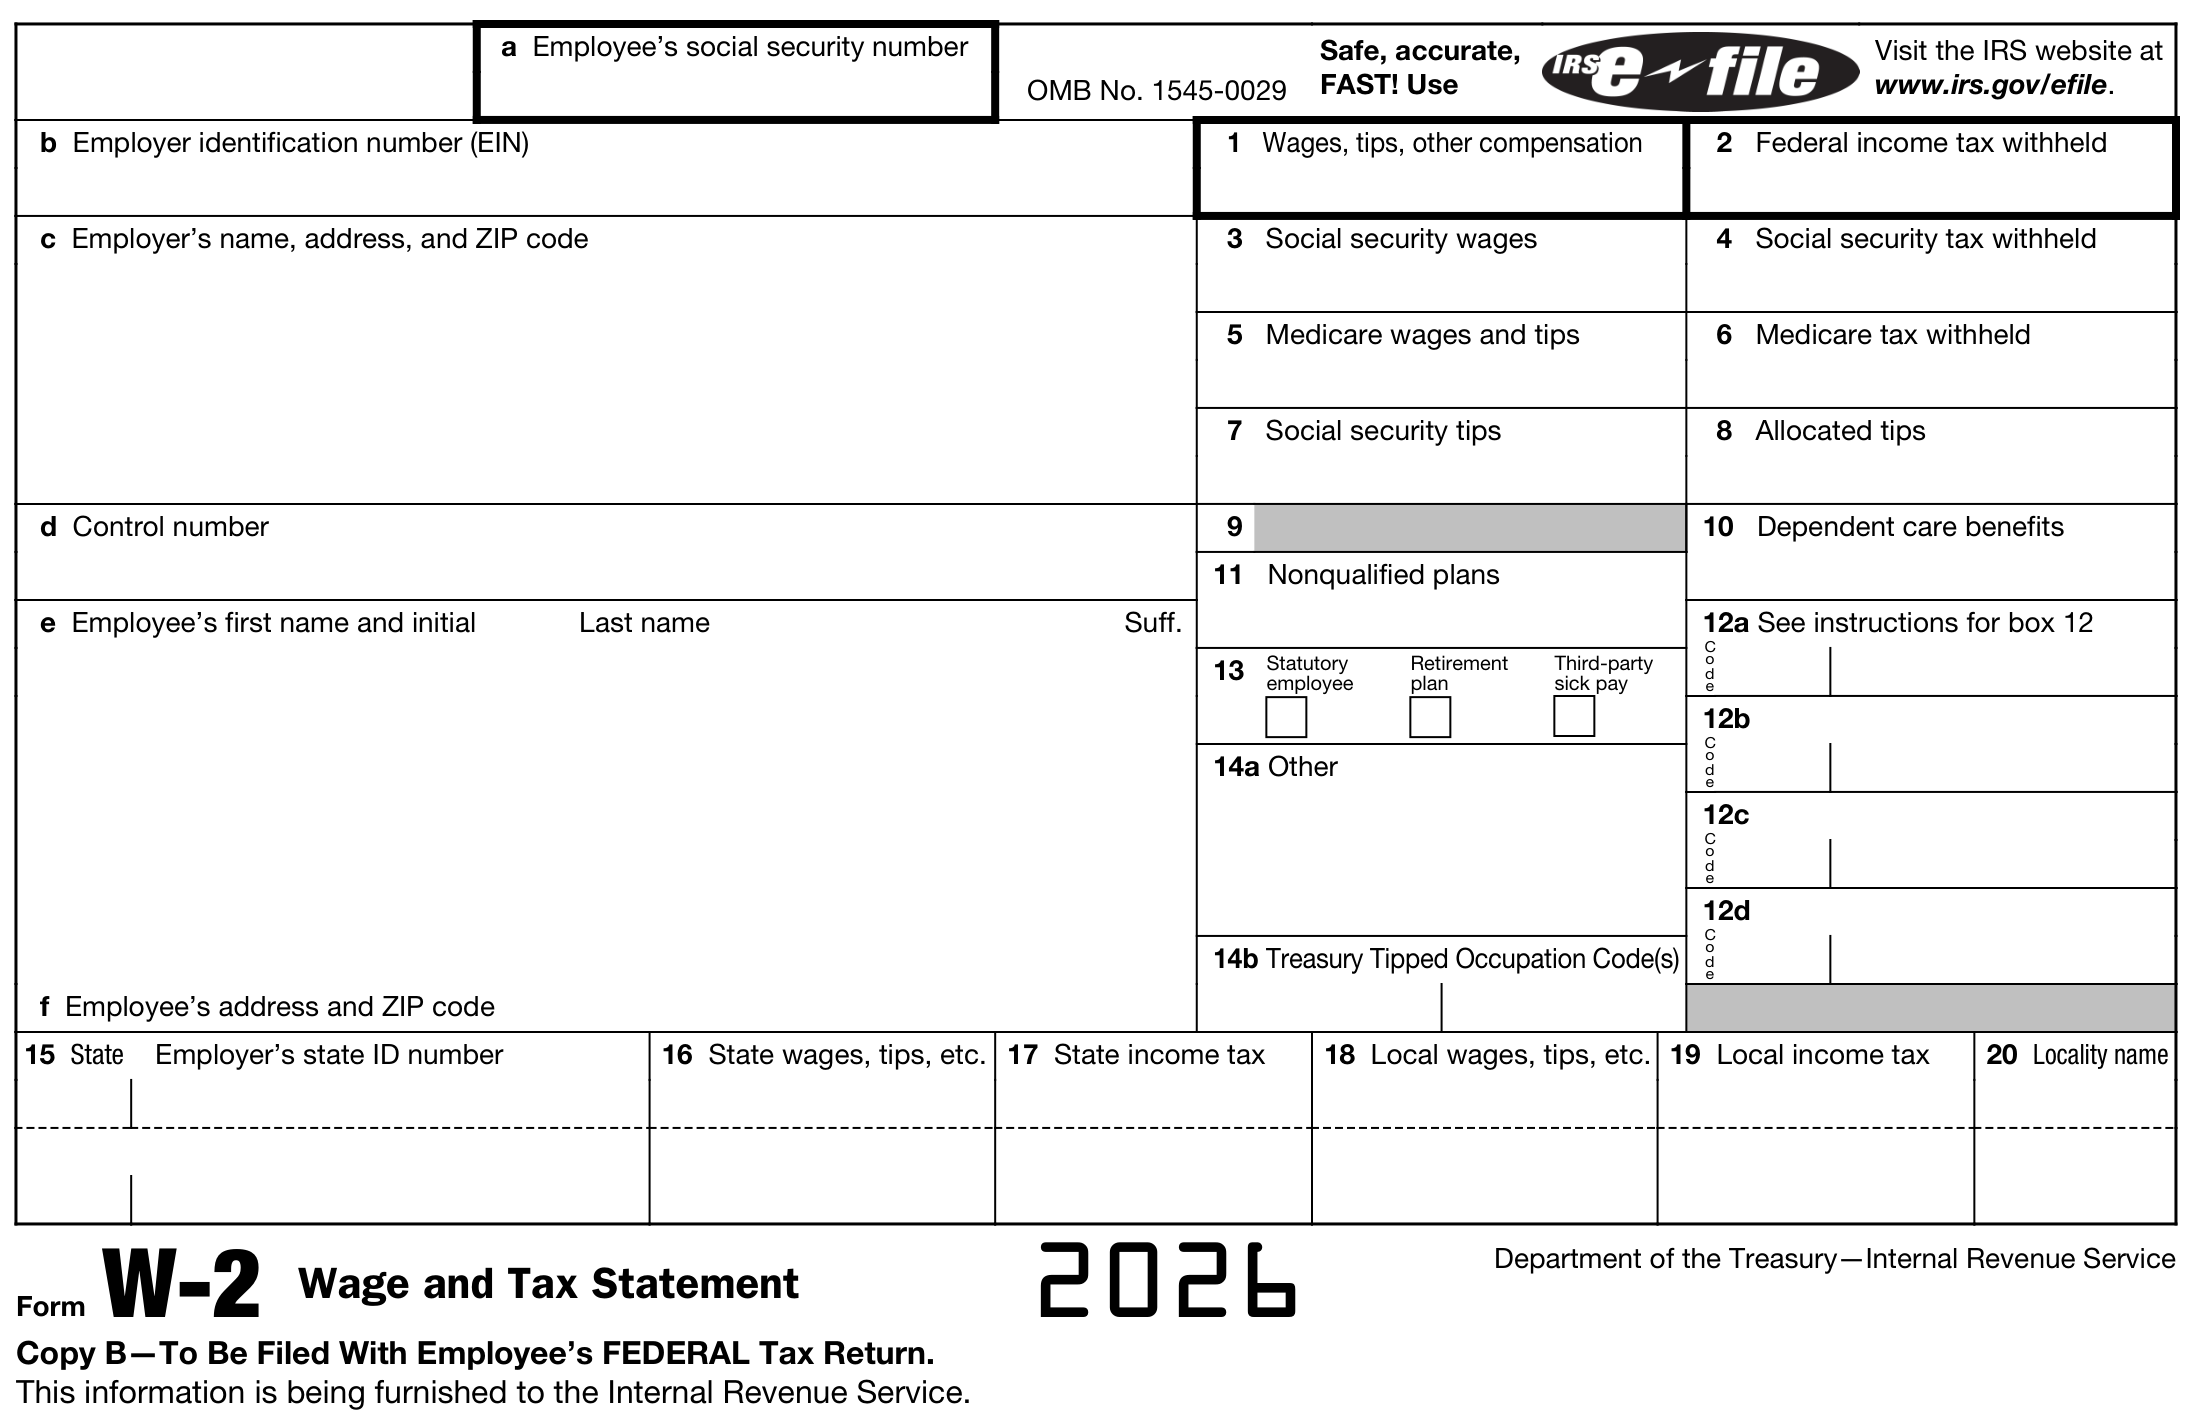 a Employee’s social security number
OMB No. 1545-0029
Safe, accurate,
FAST! Use
IRS e file
Visit the IRS website at
www.irs.gov/efile.
b Employer identification number (EIN)
1 Wages, tips, other compensation
2 Federal income tax withheld
c Employer’s name, address, and ZIP code
3 Social security wages
4 Social security tax withheld
5 Medicare wages and tips
6 Medicare tax withheld
7 Social security tips
8 Allocated tips
d Control number
9
10 Dependent care benefits
11 Nonqualified plans
e Employee’s first name and initial Last name Suff.
12a See instructions for box 12
Code
13 Statutory employee
Retirement plan
Third-party sick pay
12b
Code
14a Other
12c
Code
12d
Code
14b Treasury Tipped Occupation Code(s)
f Employee’s address and ZIP code
15 State Employer’s state ID number
16 State wages, tips, etc.
17 State income tax
18 Local wages, tips, etc.
19 Local income tax
20 Locality name
Form W-2 Wage and Tax Statement
2026
Department of the Treasury—Internal Revenue Service
Copy B—To Be Filed With Employee’s FEDERAL Tax Return.
This information is being furnished to the Internal Revenue Service.